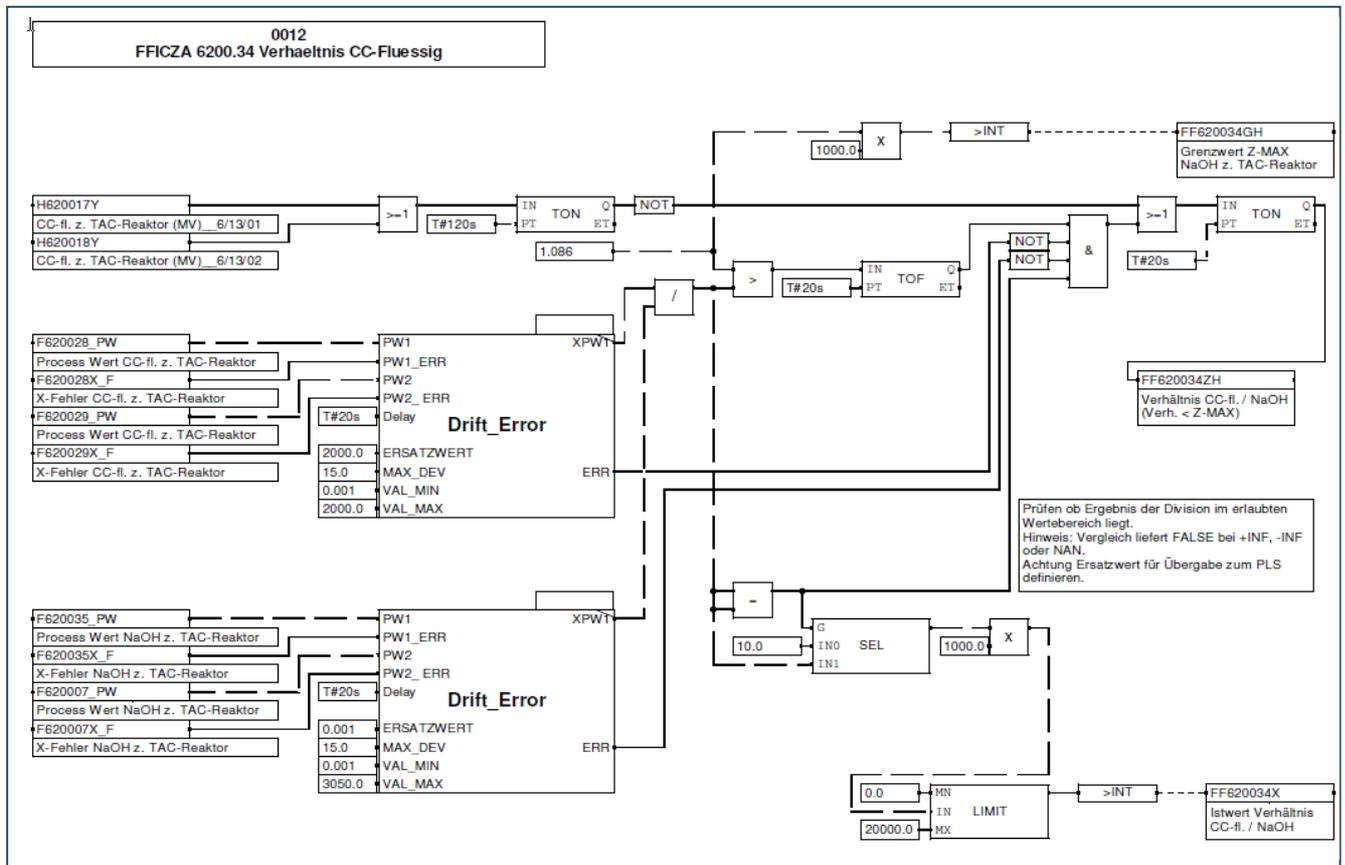 0012
FFICZA 6200.34 Verhaeltnis CC-Fluessig
X
>INT
FF620034GH
1000.0
Grenzwert Z-MAX
NaOH z. TAC-Reaktor
H620017Y
CC-fl. z. TAC-Reaktor (MV)__6/13/01
H620018Y
CC-fl. z. TAC-Reaktor (MV)__6/13/02
>=1
T#120s
IN
PT
TON
Q
ET
NOT
1.086
/
>
T#20s
IN
PT
TOF
Q
ET
NOT
NOT
&
>=1
T#20s
IN
PT
TON
Q
ET
FF620034ZH
Verhältnis CC-fl. / NaOH
(Verh. < Z-MAX)
F620028_PW
Process Wert CC-fl. z. TAC-Reaktor
F620028X_F
X-Fehler CC-fl. z. TAC-Reaktor
F620029_PW
Process Wert CC-fl. z. TAC-Reaktor
F620029X_F
X-Fehler CC-fl. z. TAC-Reaktor
T#20s
2000.0
15.0
0.001
2000.0
PW1
PW1_ERR
PW2
PW2_ ERR
Delay
ERSATZWERT
MAX_DEV
VAL_MIN
VAL_MAX
Drift_Error
XPW1
ERR
Prüfen ob Ergebnis der Division im erlaubten
Wertebereich liegt.
Hinweis: Vergleich liefert FALSE bei +INF, -INF
oder NAN.
Achtung Ersatzwert für Übergabe zum PLS
definieren.
F620035_PW
Process Wert NaOH z. TAC-Reaktor
F620035X_F
X-Fehler NaOH z. TAC-Reaktor
F620007_PW
Process Wert NaOH z. TAC-Reaktor
F620007X_F
X-Fehler NaOH z. TAC-Reaktor
T#20s
0.001
15.0
0.001
3050.0
PW1
PW1_ERR
PW2
PW2_ ERR
Delay
ERSATZWERT
MAX_DEV
VAL_MIN
VAL_MAX
Drift_Error
XPW1
ERR
=
10.0
G
IN0
IN1
SEL
1000.0
X
0.0
20000.0
MN
IN
MX
LIMIT
>INT
FF620034X
Istwert Verhältnis
CC-fl. / NaOH